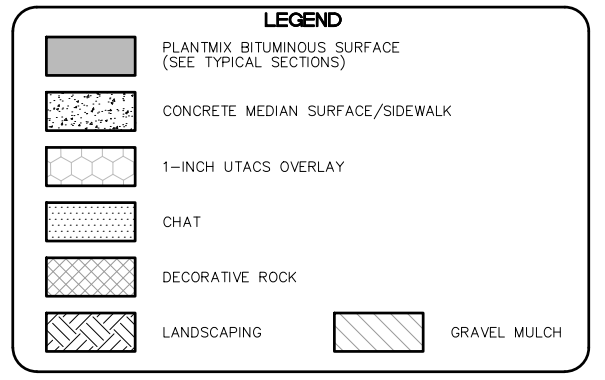 LEGEND
PLANTMIX BITUMINOUS SURFACE
(SEE TYPICAL SECTIONS)
CONCRETE MEDIAN SURFACE/SIDEWALK
1-INCH UTACS OVERLAY
CHAT
DECORATIVE ROCK
LANDSCAPING
GRAVEL MULCH